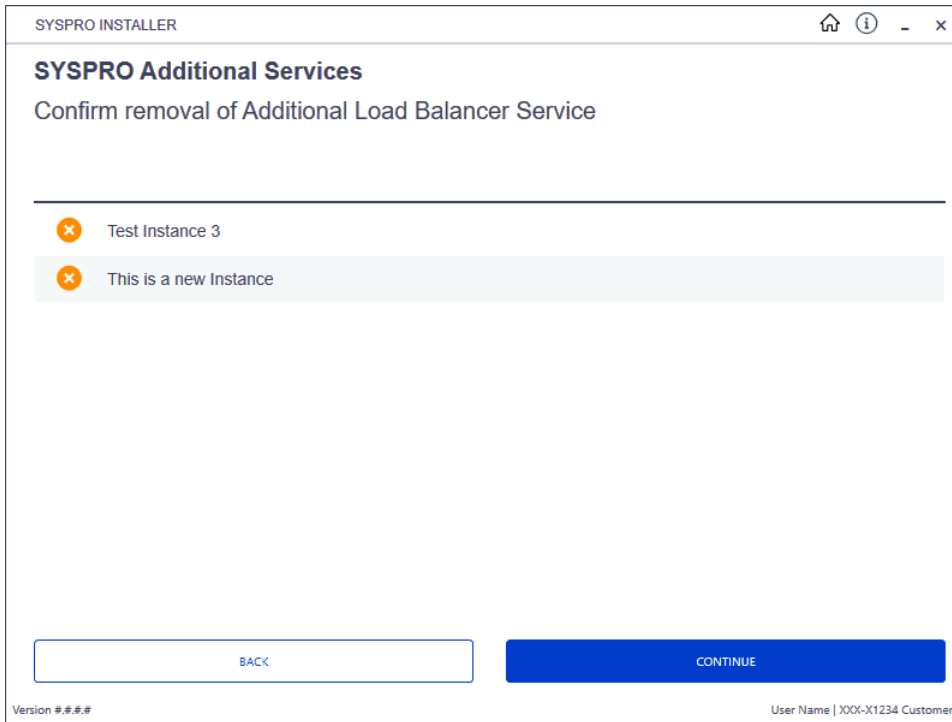 SYSPRO INSTALLER
SYSPRO Additional Services
Confirm removal of Additional Load Balancer Service
Test Instance 3
This is a new Instance
BACK
CONTINUE
Version #.#.#.#
User Name | XXX-X1234 Customer